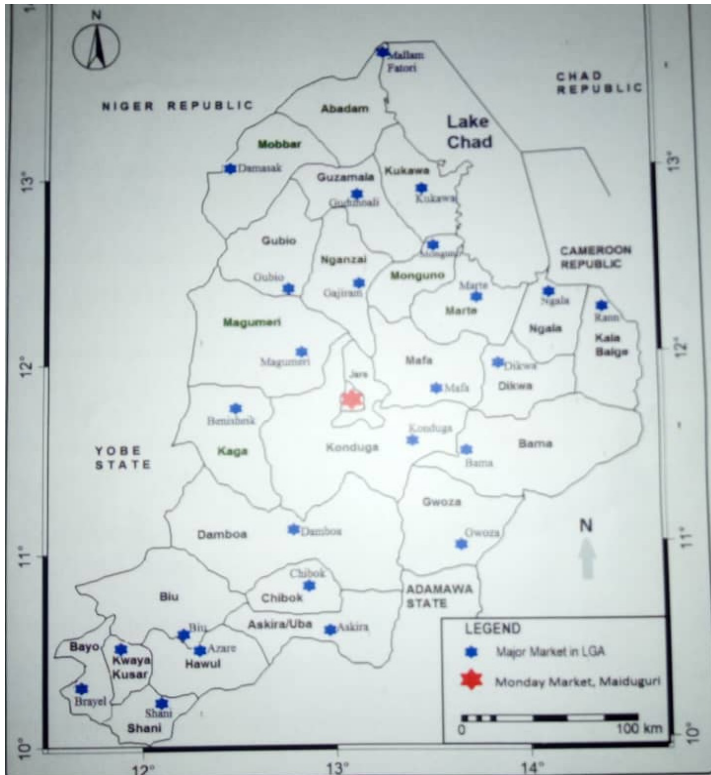 14
N
Mallam
Fatori
CHAD
REPUBLIC
NIGER REPUBLIC
Abadam
Lake
Chad
Mobbar
13°
Damasak
Guzamala
Kukawa
13°
Gudumbali
Kukawa
Gubio
Nganzai
Monguno
CAMEROON
REPUBLIC
Monguno
Gubio
Gajiram
Marte
Ngala
Rann
Magumeri
Marte
Ngala
Kala
Balge
Magumeri
Mafa
Dikwa
12°
12°
Jere
Mafa
Dikwa
Benisheik
Konduga
YOBE
STATE
Kaga
Konduga
Bama
Bama
Gwoza
N
Damboa
Damboa
Gwoza
11°
11°
Biu
Chibok
Chibok
ADAMAWA
STATE
Askira/Uba
Askira
LEGEND
Biu
Bayo
Kwaya
Kusar
Azare
Hawul
Major Market in LGA
Brayel
Monday Market, Maiduguri
Shani
Shani
0
100 km
10°
10°
12°
13°
14°